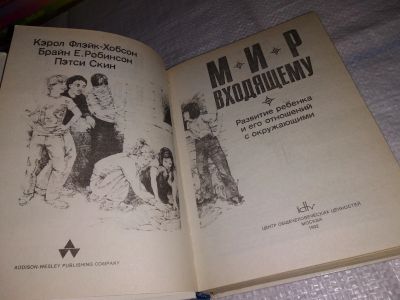 Кэрол Флэйк-Хобсон
Брайн Е. Робинсон
Пэтси Скин
ADDISON-WESLEY PUBLISHING COMPANY
М·И·Р
ВХОДЯЩЕМУ
Развитие ребенка
и его отношений
с окружающими
ЦЕНТР ОБЩЕЧЕЛОВЕЧЕСКИХ ЦЕННОСТЕЙ
МОСКВА
1992